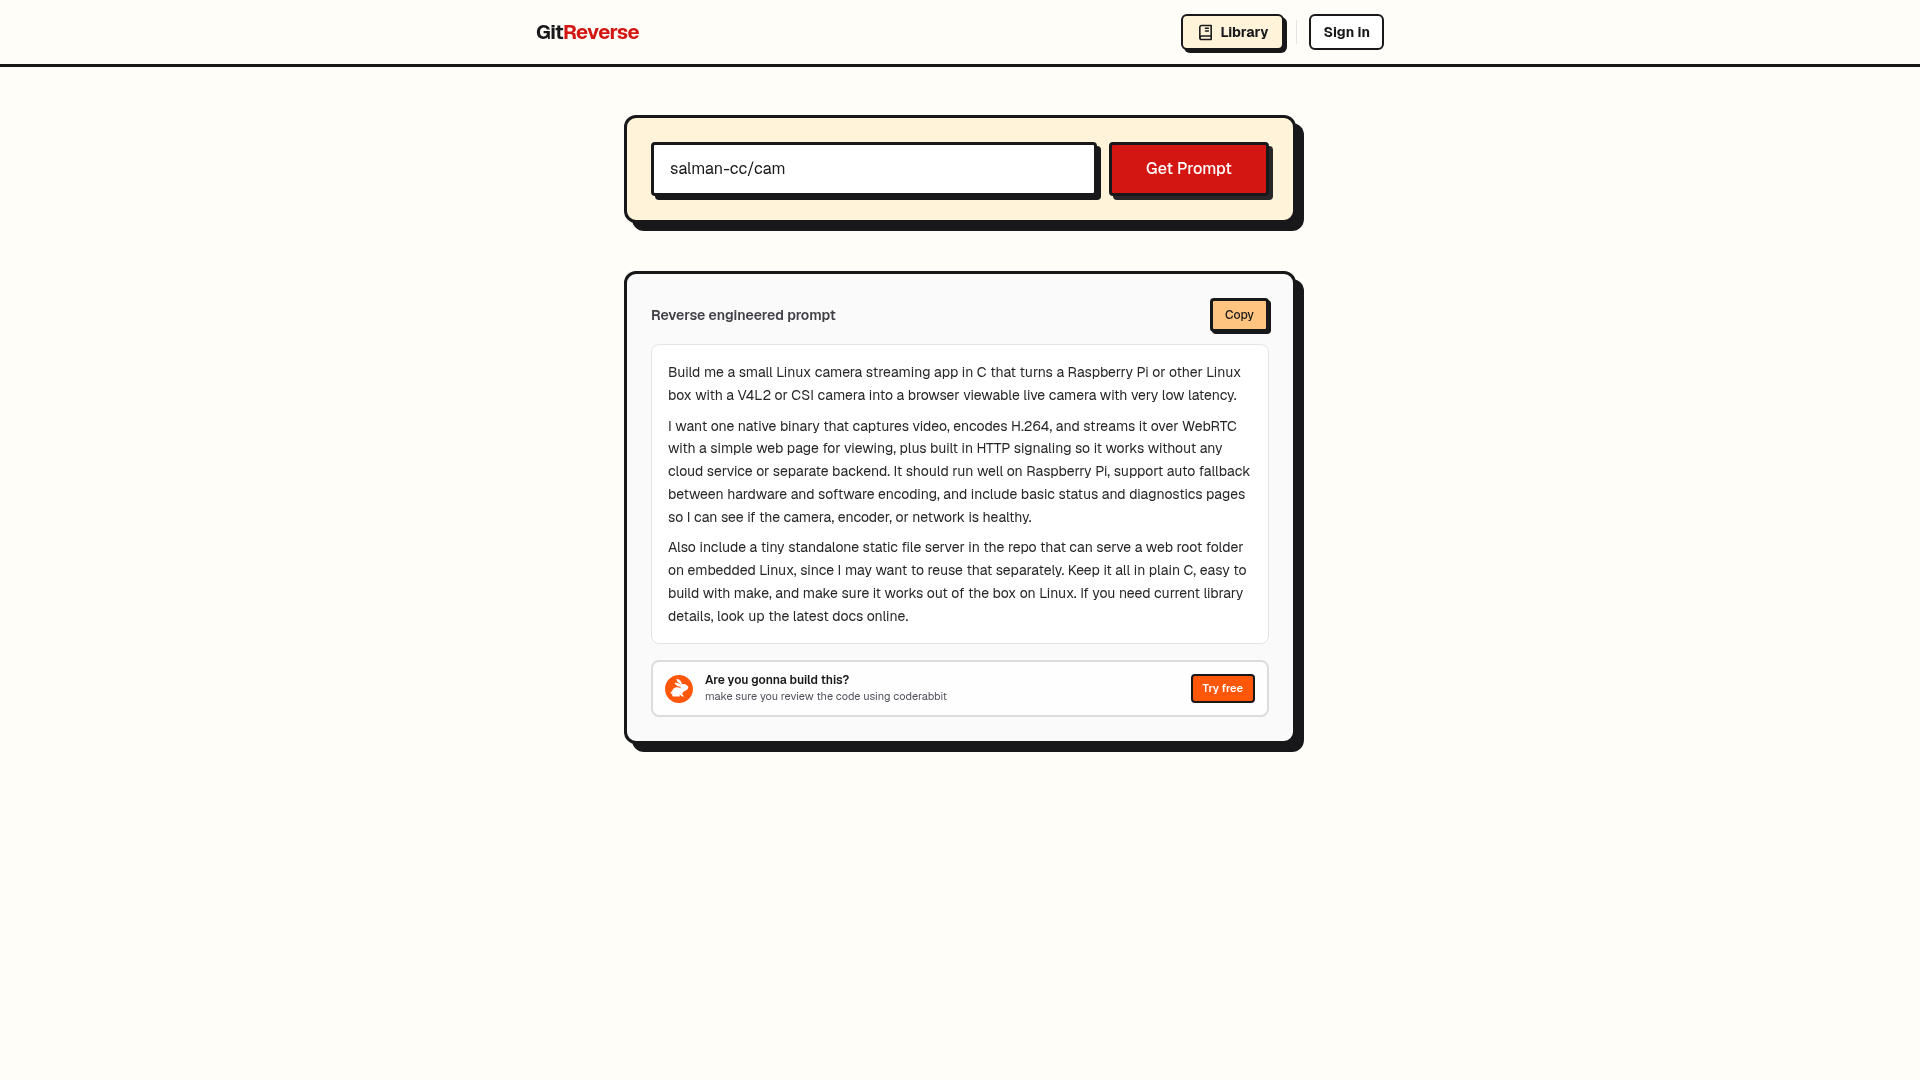 GitReverse
Library
Sign In
salman-cc/cam
Get Prompt
Reverse engineered prompt
Copy
Build me a small Linux camera streaming app in C that turns a Raspberry Pi or other Linux
box with a V4L2 or CSI camera into a browser viewable live camera with very low latency.
I want one native binary that captures video, encodes H.264, and streams it over WebRTC
with a simple web page for viewing, plus built in HTTP signaling so it works without any
cloud service or separate backend. It should run well on Raspberry Pi, support auto fallback
between hardware and software encoding, and include basic status and diagnostics pages
so I can see if the camera, encoder, or network is healthy.
Also include a tiny standalone static file server in the repo that can serve a web root folder
on embedded Linux, since I may want to reuse that separately. Keep it all in plain C, easy to
build with make, and make sure it works out of the box on Linux. If you need current library
details, look up the latest docs online.
Are you gonna build this?
make sure you review the code using coderabbit
Try free